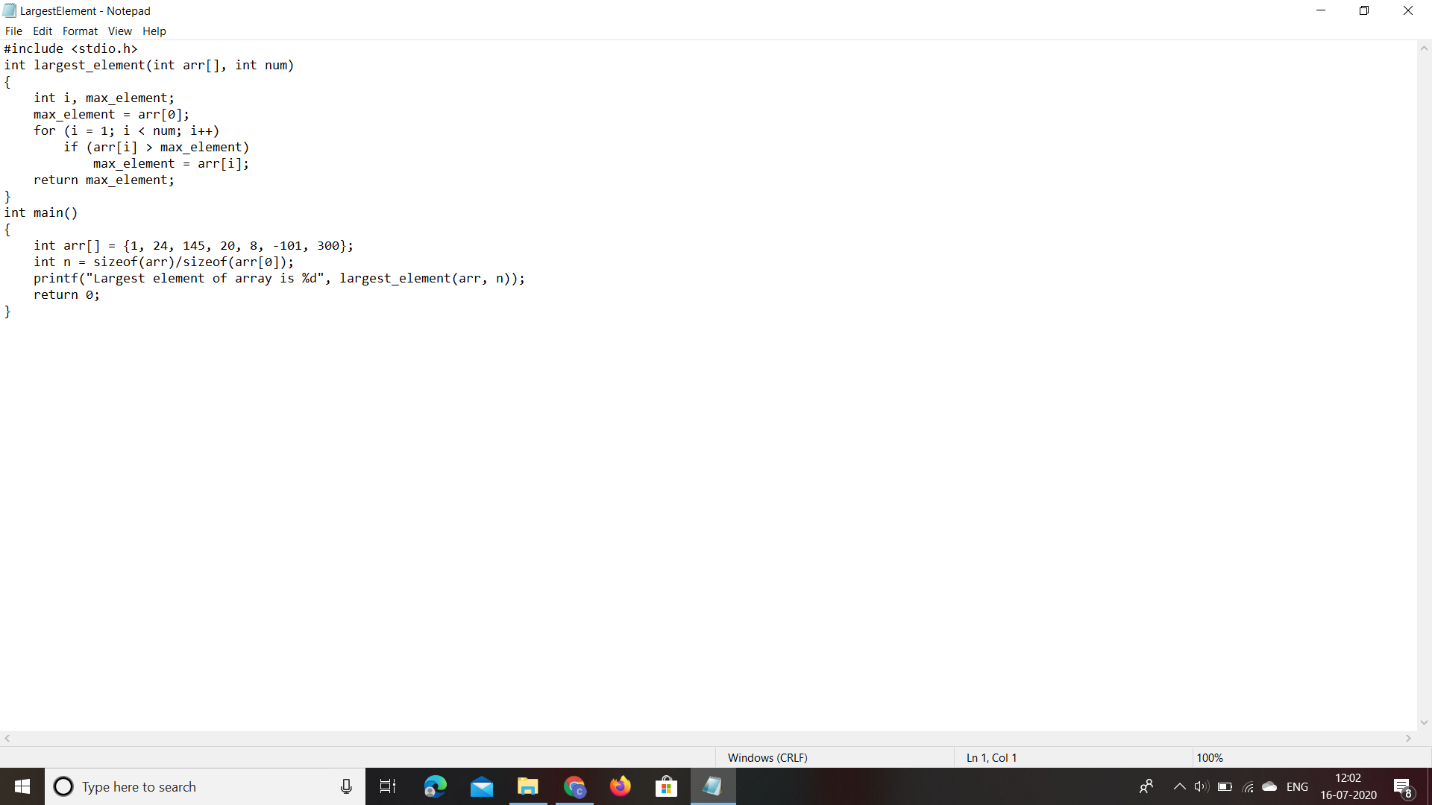 LargestElement - Notepad
File Edit Format View Help
#include <stdio.h>
int largest_element(int arr[], int num)
{
    int i, max_element;
    max_element = arr[0];
    for (i = 1; i < num; i++)
        if (arr[i] > max_element)
            max_element = arr[i];
    return max_element;
}
int main()
{
    int arr[] = {1, 24, 145, 20, 8, -101, 300};
    int n = sizeof(arr)/sizeof(arr[0]);
    printf("Largest element of array is %d", largest_element(arr, n));
    return 0;
}
Windows (CRLF) Ln 1, Col 1 100%
Type here to search
ENG
12:02
16-07-2020
8